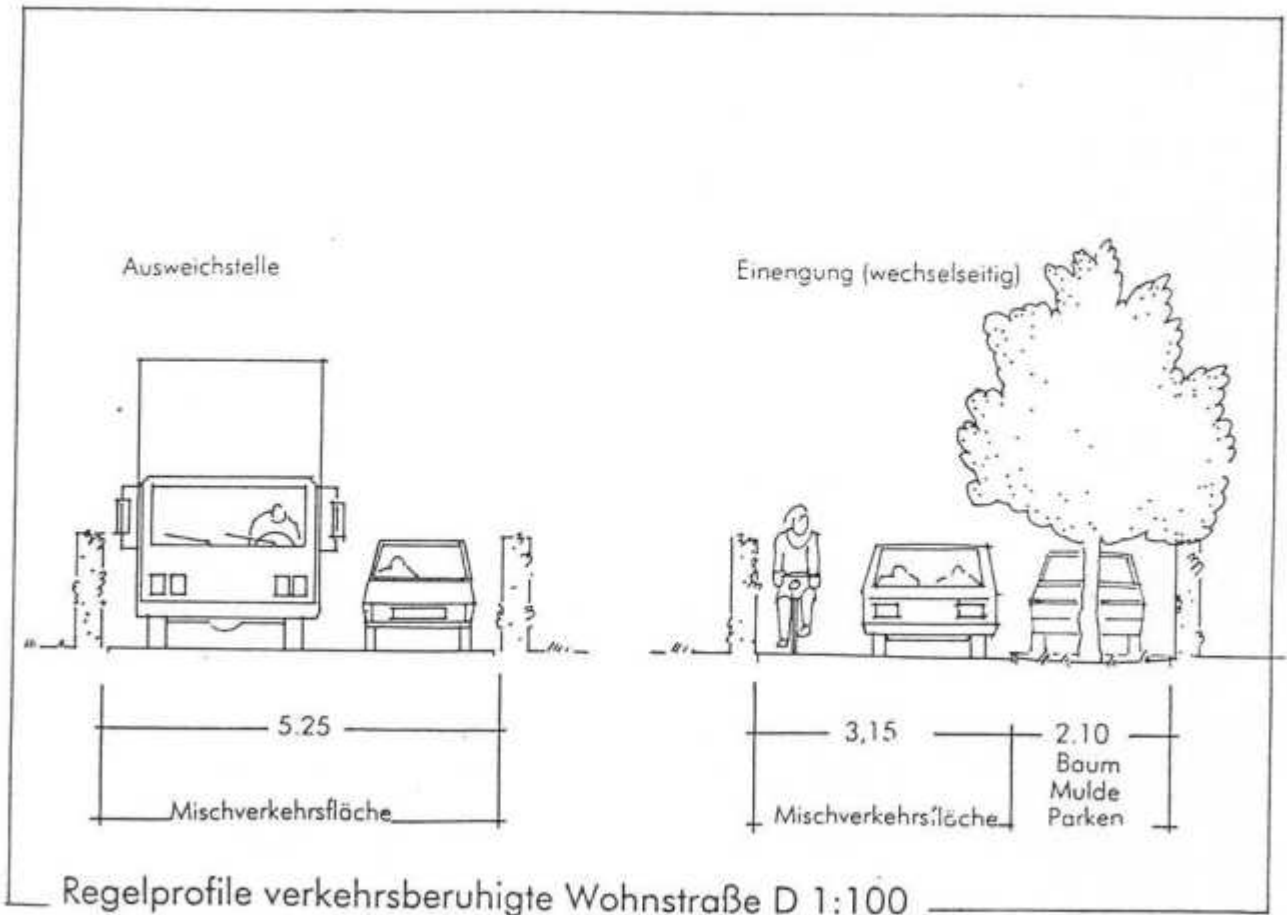 Ausweichstelle
Einengung (wechselseitig)
5.25
Mischverkehrsfläche
3,15
Mischverkehrsfläche
2.10
Baum
Mulde
Parken
Regelprofile verkehrsberuhigte Wohnstraße D 1:100